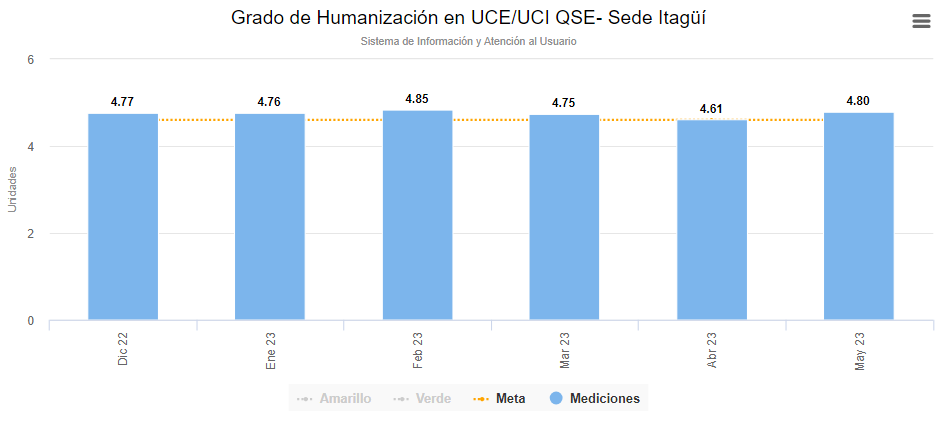 Grado de Humanización en UCE/UCI QSE- Sede Itagüí
Sistema de Información y Atención al Usuario
Unidades
6
4
2
0
4.77
4.76
4.85
4.75
4.61
4.80
Dic 22
Ene 23
Feb 23
Mar 23
Abr 23
May 23
Amarillo Verde Meta Mediciones